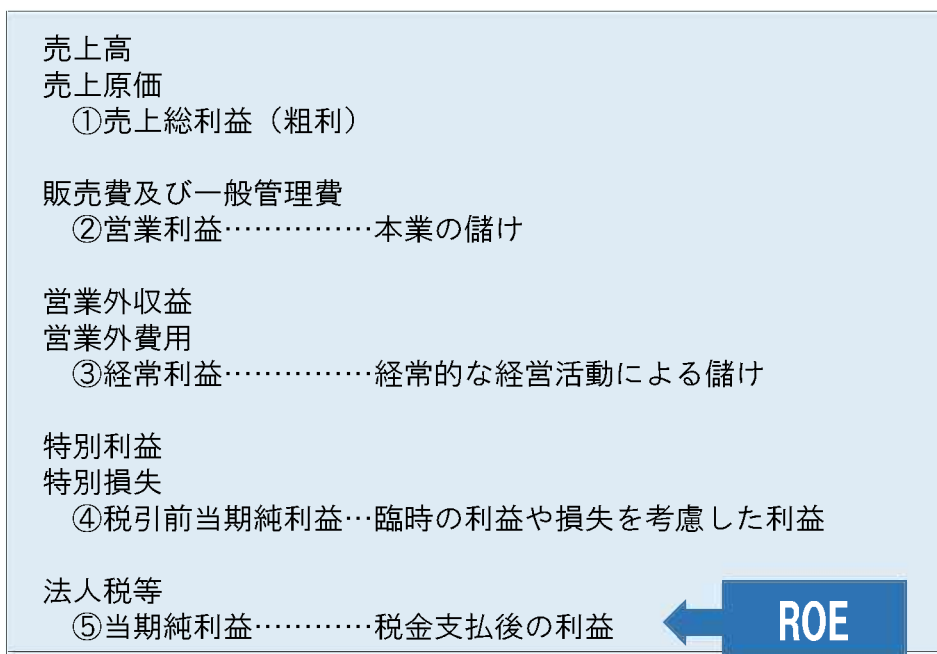 売上高
売上原価
①売上総利益（粗利）
販売費及び一般管理費
②営業利益……………本業の儲け
営業外収益
営業外費用
③経常利益……………経常的な経営活動による儲け
特別利益
特別損失
④税引前当期純利益…臨時の利益や損失を考慮した利益
法人税等
⑤当期純利益…………税金支払後の利益
ROE